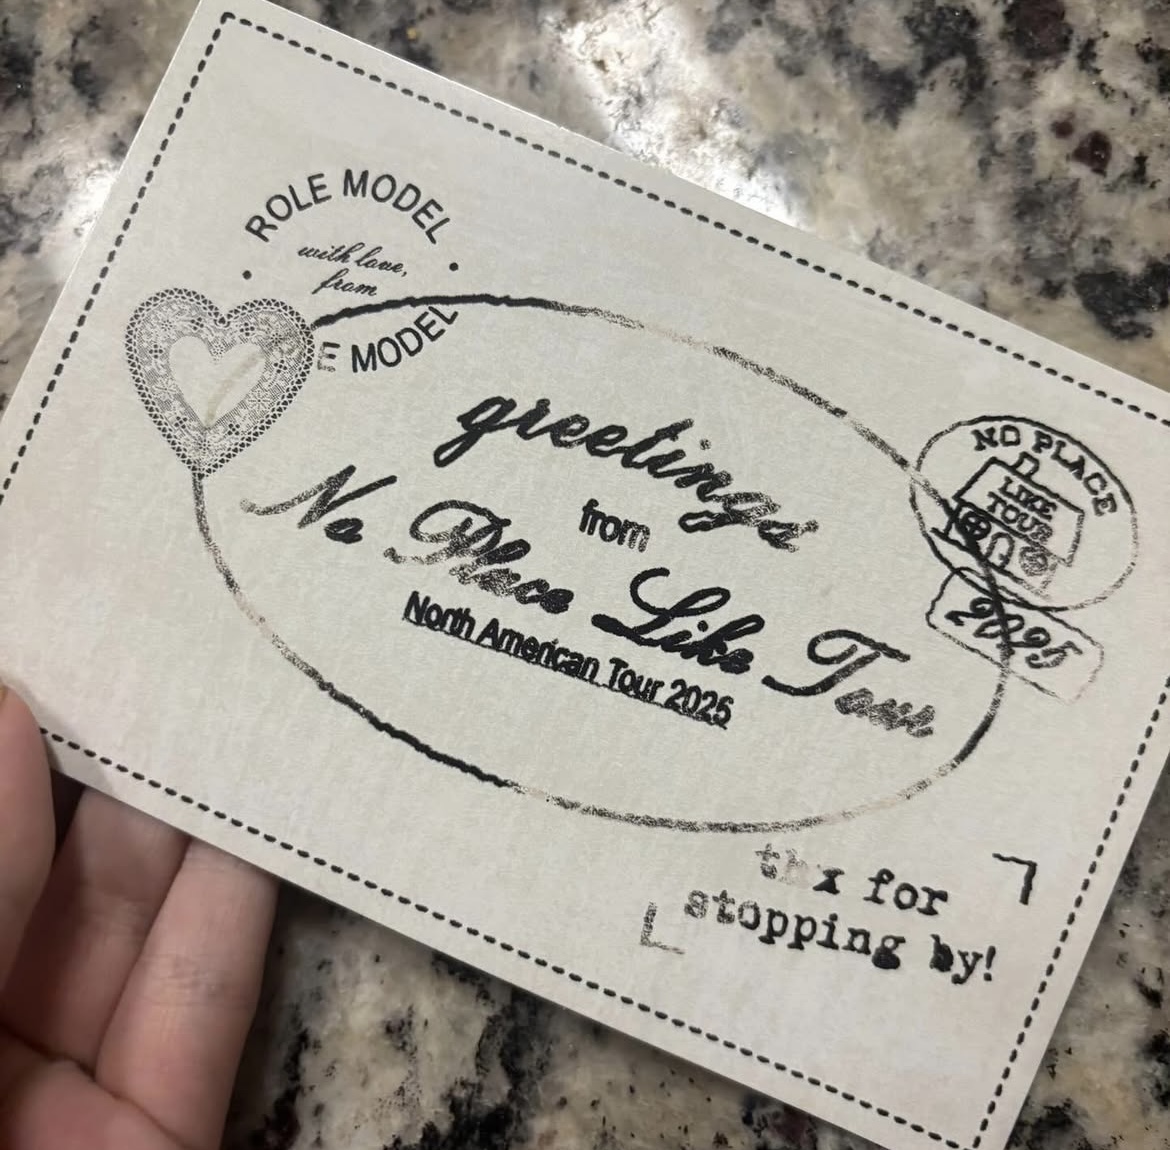 ROLE MODEL
with love,
from
E MODEL
greetings
from
No Place Like Tour
North American Tour 2025
NO PLACE
LIKE
TOUR
2025
thx for
stopping by!